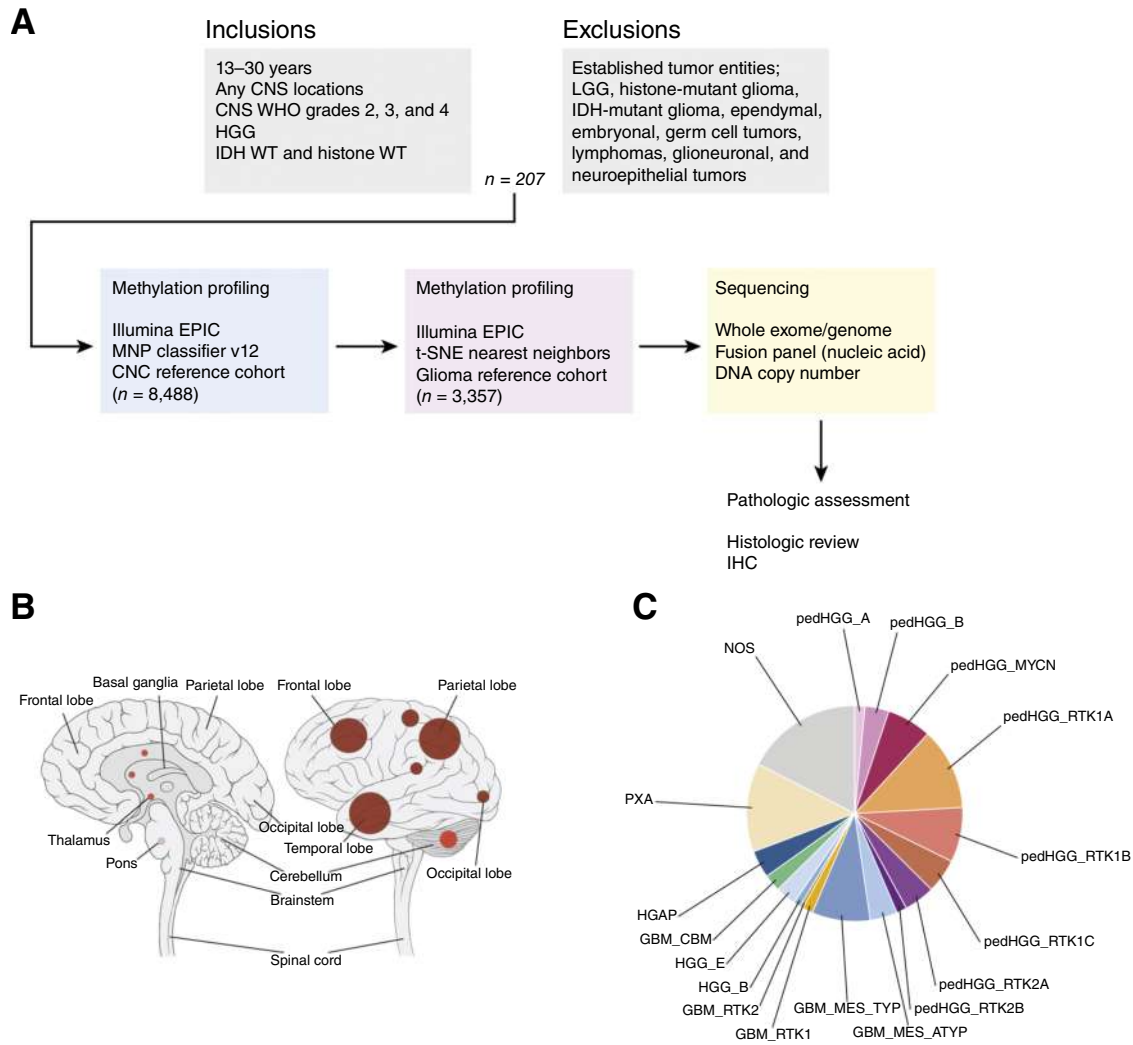 A
Inclusions
13–30 years
Any CNS locations
CNS WHO grades 2, 3, and 4
HGG
IDH WT and histone WT
Exclusions
Established tumor entities;
LGG, histone-mutant glioma,
IDH-mutant glioma, ependymal,
embryonal, germ cell tumors,
lymphomas, glioneuronal, and
neuroepithelial tumors
n = 207
Methylation profiling
Illumina EPIC
MNP classifier v12
CNC reference cohort
(n = 8,488)
Methylation profiling
Illumina EPIC
t-SNE nearest neighbors
Glioma reference cohort
(n = 3,357)
Sequencing
Whole exome/genome
Fusion panel (nucleic acid)
DNA copy number
Pathologic assessment
Histologic review
IHC
B
Frontal lobe
Basal ganglia
Parietal lobe
Thalamus
Pons
Occipital lobe
Frontal lobe
Parietal lobe
Temporal lobe
Cerebellum
Brainstem
Occipital lobe
Spinal cord
C
pedHGG_A
pedHGG_B
pedHGG_MYCN
pedHGG_RTK1A
pedHGG_RTK1B
pedHGG_RTK1C
pedHGG_RTK2A
pedHGG_RTK2B
GBM_MES_ATYP
GBM_MES_TYP
GBM_RTK1
GBM_RTK2
HGG_B
HGG_E
GBM_CBM
HGAP
PXA
NOS